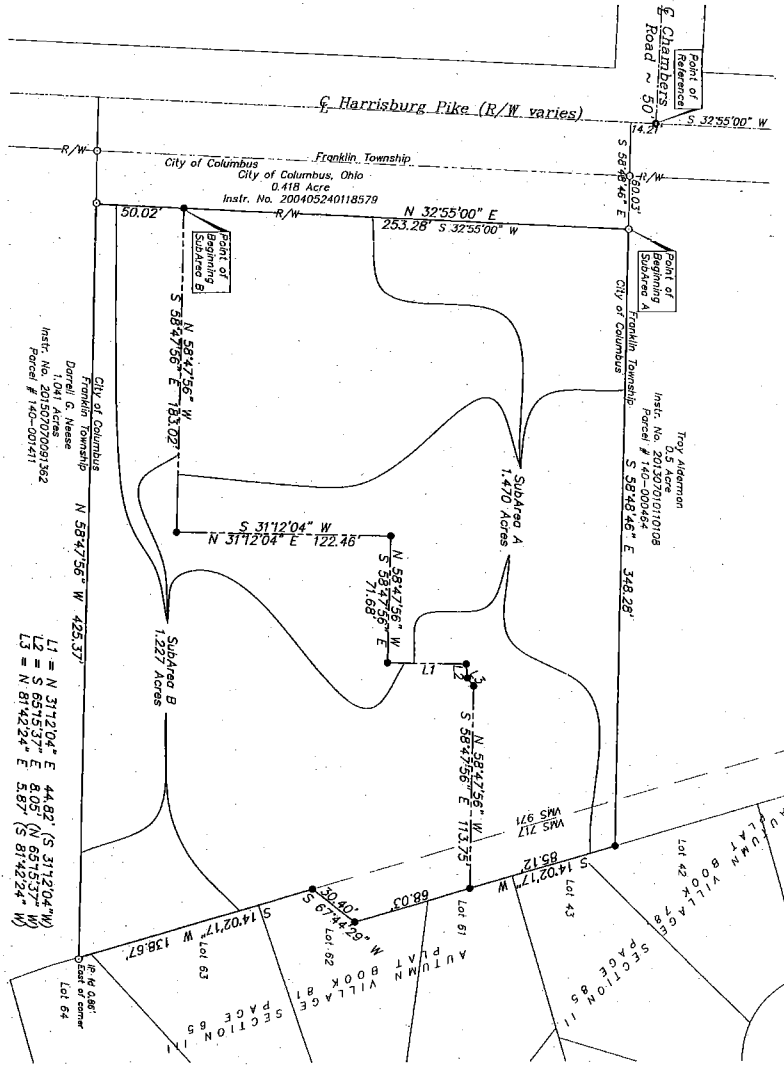 ℄ Chambers
Road ~ 50'
Point of
Reference
S 32°55'00" W
14.21'
℄ Harrisburg Pike (R/W varies)
R/W
60.03'
S 58°48'46" E
R/W
City of Columbus Franklin Township
City of Columbus, Ohio
0.418 Acre
Instr. No. 200405240118579
R/W
50.02'
N 32°55'00" E
253.28' S 32°55'00" W
Point of
Beginning
SubArea B
Point of
Beginning
SubArea A
Franklin Township
City of Columbus
Troy Alderman
0.5 Acre
Instr. No. 201307010110108
Parcel # 140-000464
S 58°48'46" E 348.28'
N 58°47'56" W
S 58°47'56" E 183.02'
SubArea A
1.470 Acres
S 31°12'04" W
N 31°12'04" E 122.46'
N 58°47'56" W
S 58°47'56" E
71.68'
City of Columbus
Franklin Township
Darrell G. Neese
1.041 Acres
Instr. No. 201507070091362
Parcel # 140-001411
N 58°47'56" W 425.37'
SubArea B
1.227 Acres
L1
L2
L3
N 58°47'56" W
S 58°47'56" E 113.75'
L1 = N 31°12'04" E 44.82' (S 31°12'04"W)
L2 = S 65°15'37" E 8.05' (N 65°15'37" W)
L3 = N 81°42'24" E 5.87' (S 81°42'24" W)
VMS 971
VMS 717
85.12'
S 14°02'17" W
68.03'
30.40'
S 67°44'29" W
S 14°02'17" W 138.67'
Lot 42
Lot 43
Lot 61
Lot 62
Lot 63
Lot 64
IP fd 0.86'
East of corner
AUTUMN VILLAGE SECTION II
PLAT BOOK 78, PAGE 85
AUTUMN VILLAGE SECTION III
PLAT BOOK 81 PAGE 65